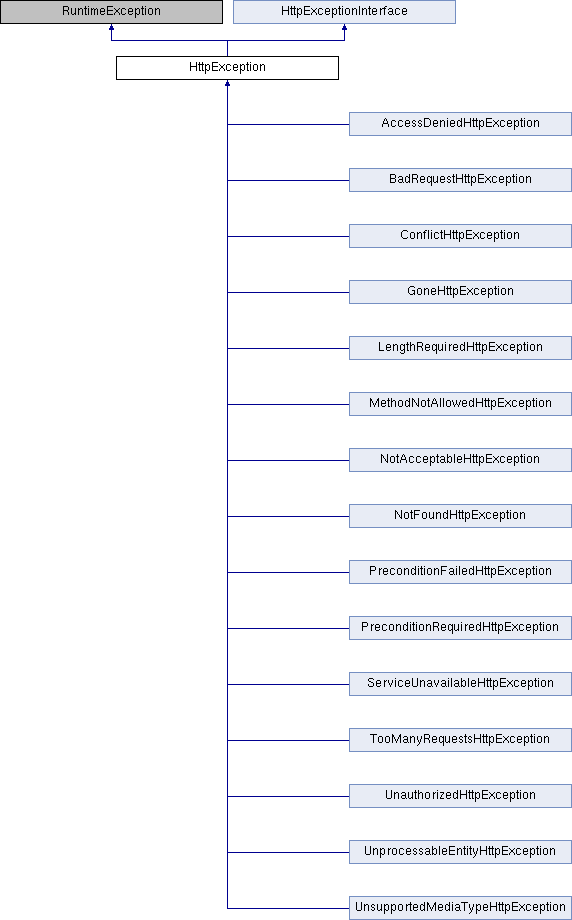 RuntimeException
HttpExceptionInterface
HttpException
AccessDeniedHttpException
BadRequestHttpException
ConflictHttpException
GoneHttpException
LengthRequiredHttpException
MethodNotAllowedHttpException
NotAcceptableHttpException
NotFoundHttpException
PreconditionFailedHttpException
PreconditionRequiredHttpException
ServiceUnavailableHttpException
TooManyRequestsHttpException
UnauthorizedHttpException
UnprocessableEntityHttpException
UnsupportedMediaTypeHttpException